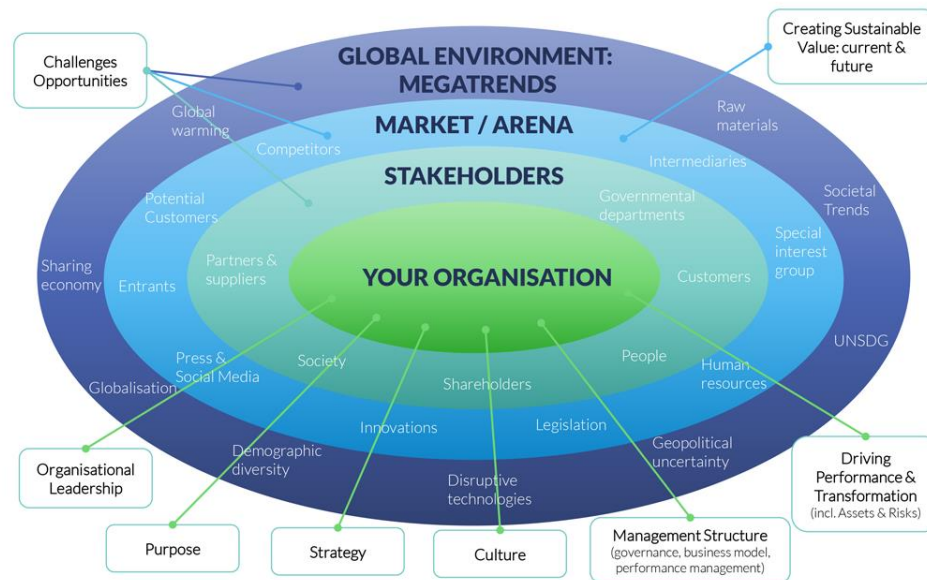 Challenges
Opportunities
Creating Sustainable
Value: current &
future
GLOBAL ENVIRONMENT:
MEGATRENDS
Global
warming
Raw
materials
MARKET / ARENA
Competitors
Intermediaries
STAKEHOLDERS
Potential
Customers
Governmental
departments
Societal
Trends
Special
interest
group
Sharing
economy
Entrants
Partners &
suppliers
YOUR ORGANISATION
Customers
UNSDG
Press &
Social Media
Society
People
Human
resources
Globalisation
Shareholders
Innovations
Legislation
Demographic
diversity
Geopolitical
uncertainty
Disruptive
technologies
Organisational
Leadership
Purpose
Strategy
Culture
Management Structure
(governance, business model,
performance management)
Driving
Performance &
Transformation
(incl. Assets & Risks)